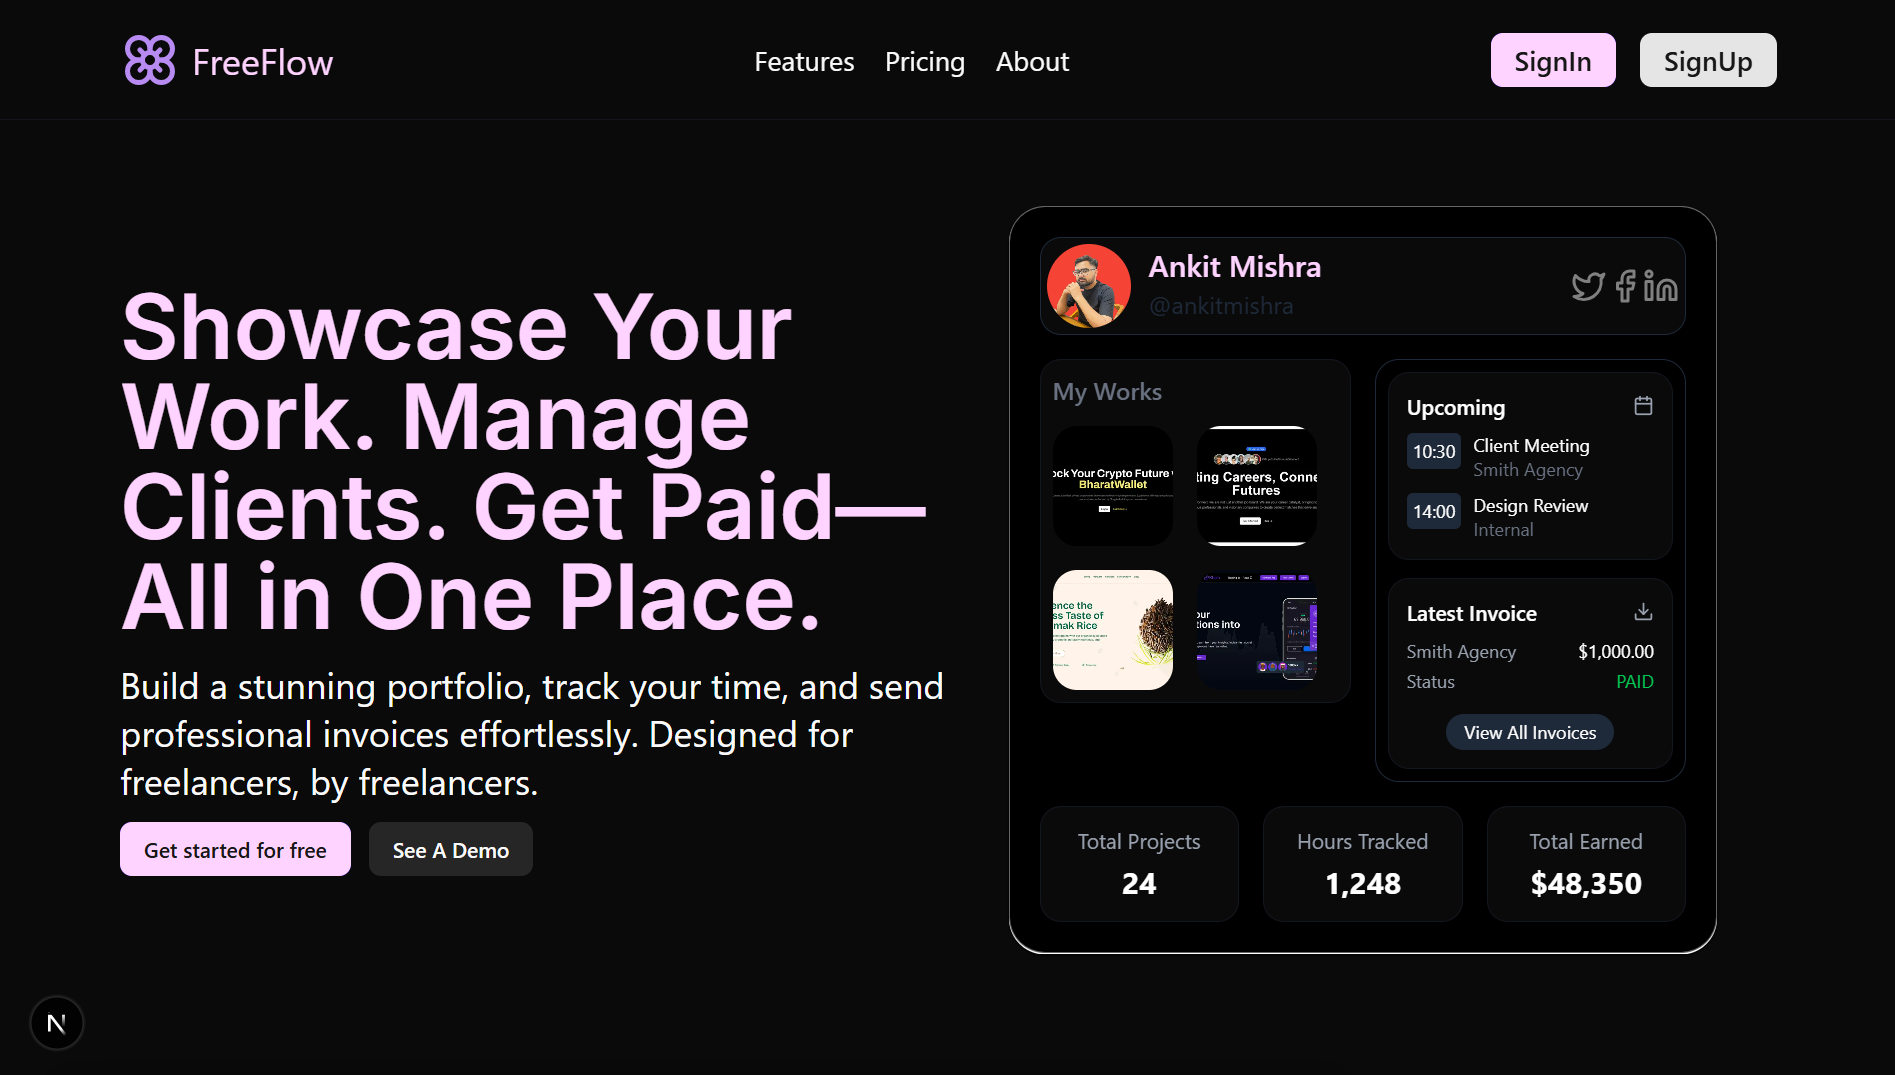 FreeFlow
Features Pricing About
SignIn SignUp
Showcase Your
Work. Manage
Clients. Get Paid—
All in One Place.
Build a stunning portfolio, track your time, and send
professional invoices effortlessly. Designed for
freelancers, by freelancers.
Get started for free See A Demo
Ankit Mishra
@ankitmishra
My Works
ock Your Crypto Future
BharatWallet
ting Careers, Conne
Futures
ence the
ss Taste of
mak Rice
our
tions into
Upcoming
10:30 Client Meeting
Smith Agency
14:00 Design Review
Internal
Latest Invoice
Smith Agency $1,000.00
Status PAID
View All Invoices
Total Projects
24
Hours Tracked
1,248
Total Earned
$48,350
N